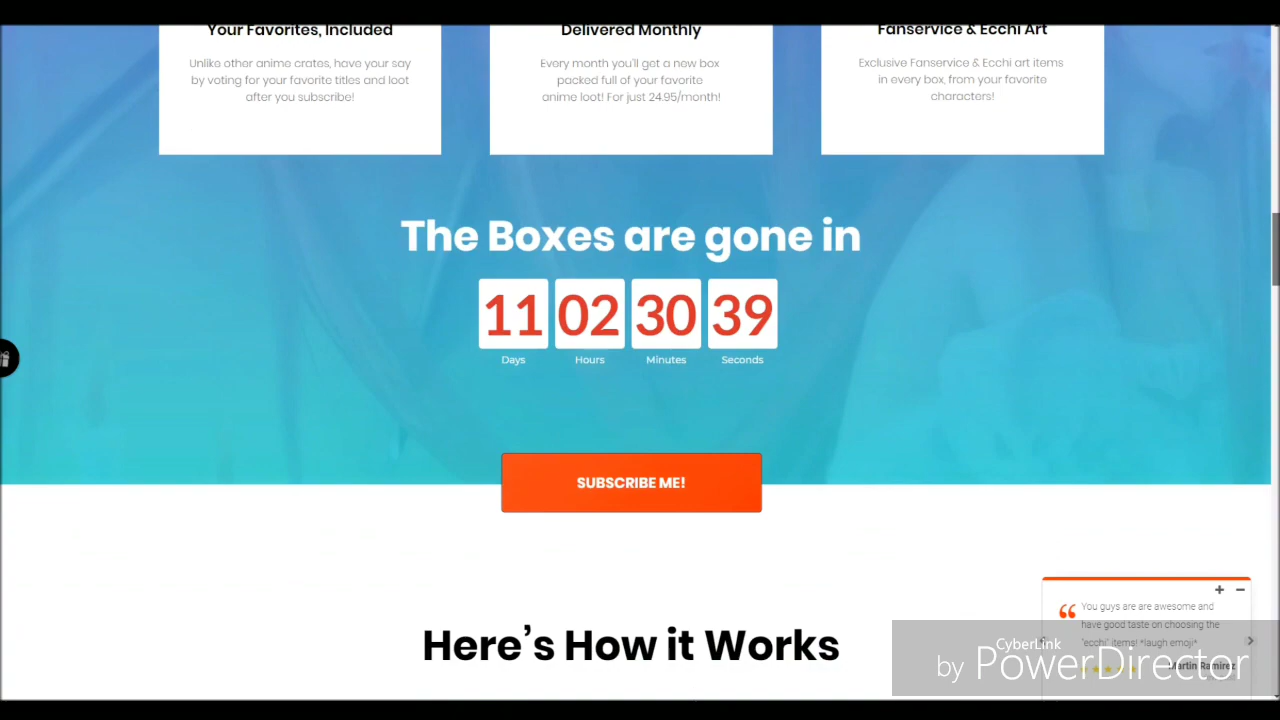 Your Favorites, Included
Unlike other anime crates, have your say
by voting for your favorite titles and loot
after you subscribe!
Delivered Monthly
Every month you'll get a new box
packed full of your favorite
anime loot! For just 24.95/month!
Fanservice & Ecchi Art
Exclusive Fanservice & Ecchi art items
in every box, from your favorite
characters!
The Boxes are gone in
11 02 30 39
Days Hours Minutes Seconds
SUBSCRIBE ME!
Here's How it Works
You guys are are awesome and
have good taste on choosing the
"ecchi" items! *laugh emoji*
Martin Ramirez
CyberLink
by PowerDirector